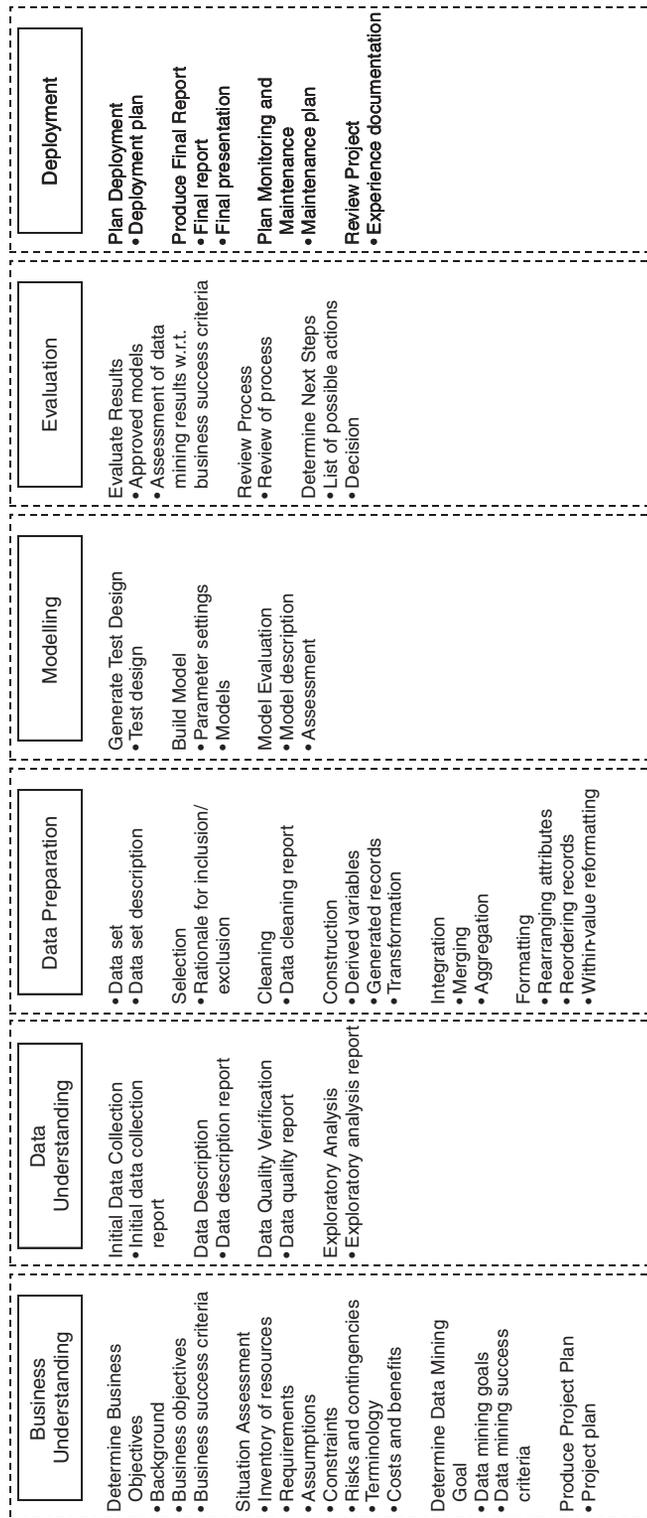 Business
Understanding
Determine Business
Objectives
• Background
• Business objectives
• Business success criteria
Situation Assessment
• Inventory of resources
• Requirements
• Assumptions
• Constraints
• Risks and contingencies
• Terminology
• Costs and benefits
Determine Data Mining
Goal
• Data mining goals
• Data mining success
criteria
Produce Project Plan
• Project plan
Data
Understanding
Initial Data Collection
• Initial data collection
report
Data Description
• Data description report
Data Quality Verification
• Data quality report
Exploratory Analysis
• Exploratory analysis report
Data Preparation
• Data set
• Data set description
Selection
• Rationale for inclusion/
exclusion
Cleaning
• Data cleaning report
Construction
• Derived variables
• Generated records
• Transformation
Integration
• Merging
• Aggregation
Formatting
• Rearranging attributes
• Reordering records
• Within-value reformatting
Modelling
Generate Test Design
• Test design
Build Model
• Parameter settings
• Models
Model Evaluation
• Model description
• Assessment
Evaluation
Evaluate Results
• Approved models
• Assessment of data
mining results w.r.t.
business success criteria
Review Process
• Review of process
Determine Next Steps
• List of possible actions
• Decision
Deployment
Plan Deployment
• Deployment plan
Produce Final Report
• Final report
• Final presentation
Plan Monitoring and
Maintenance
• Maintenance plan
Review Project
• Experience documentation